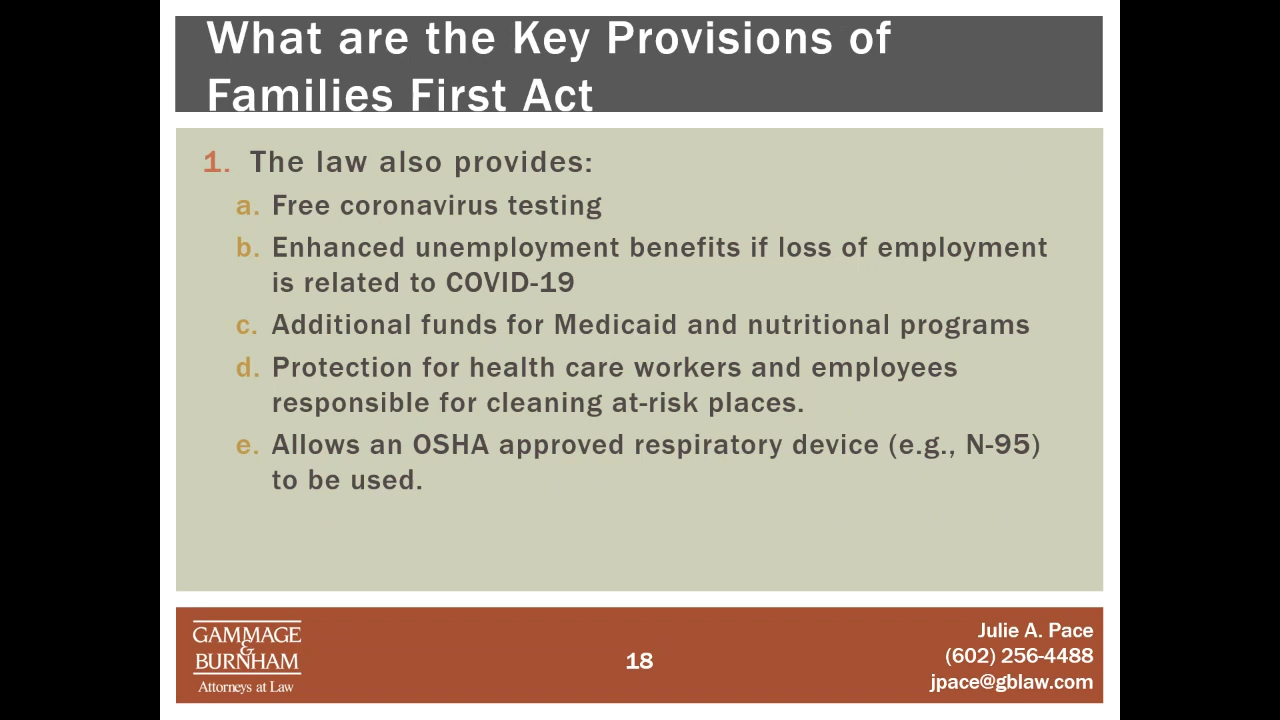 What are the Key Provisions of
Families First Act
1. The law also provides:
a. Free coronavirus testing
b. Enhanced unemployment benefits if loss of employment
is related to COVID-19
c. Additional funds for Medicaid and nutritional programs
d. Protection for health care workers and employees
responsible for cleaning at-risk places.
e. Allows an OSHA approved respiratory device (e.g., N-95)
to be used.
GAMMAGE
&
BURNHAM
Attorneys at Law
18
Julie A. Pace
(602) 256-4488
jpace@gblaw.com